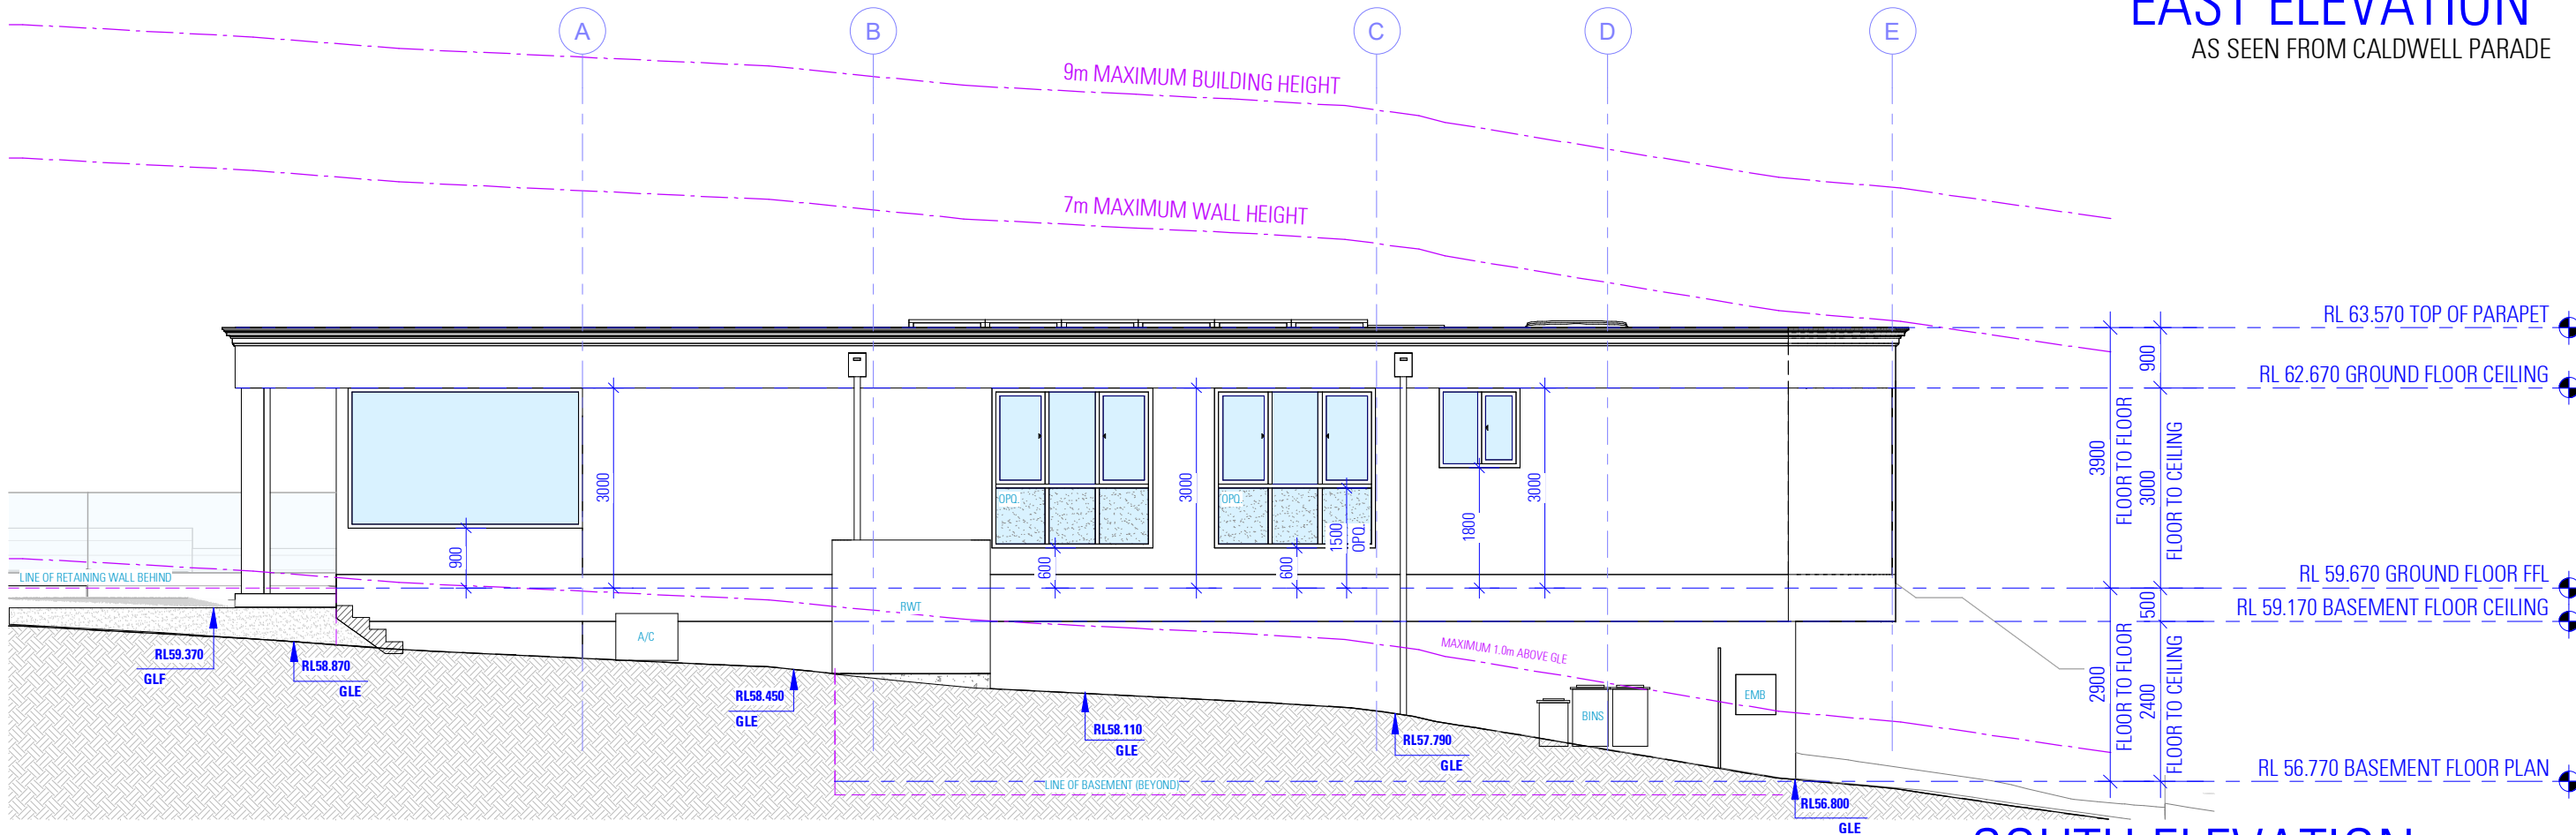 EAST ELEVATION
AS SEEN FROM CALDWELL PARADE
A
B
C
D
E
9m MAXIMUM BUILDING HEIGHT
7m MAXIMUM WALL HEIGHT
RL 63.570 TOP OF PARAPET
RL 62.670 GROUND FLOOR CEILING
RL 59.670 GROUND FLOOR FFL
RL 59.170 BASEMENT FLOOR CEILING
RL 56.770 BASEMENT FLOOR PLAN
900
3900
FLOOR TO FLOOR
3000
FLOOR TO CEILING
500
2900
FLOOR TO FLOOR
2400
FLOOR TO CEILING
3000
3000
3000
OPQ.
OPQ.
900
600
600
1500
OPQ.
1800
LINE OF RETAINING WALL BEHIND
RWT
A/C
MAXIMUM 1.0m ABOVE GLE
EMB
BINS
RL59.370
GLF
RL58.870
GLE
RL58.450
GLE
RL58.110
GLE
RL57.790
GLE
LINE OF BASEMENT (BEYOND)
RL56.800
GLE
SOUTH ELEVATION